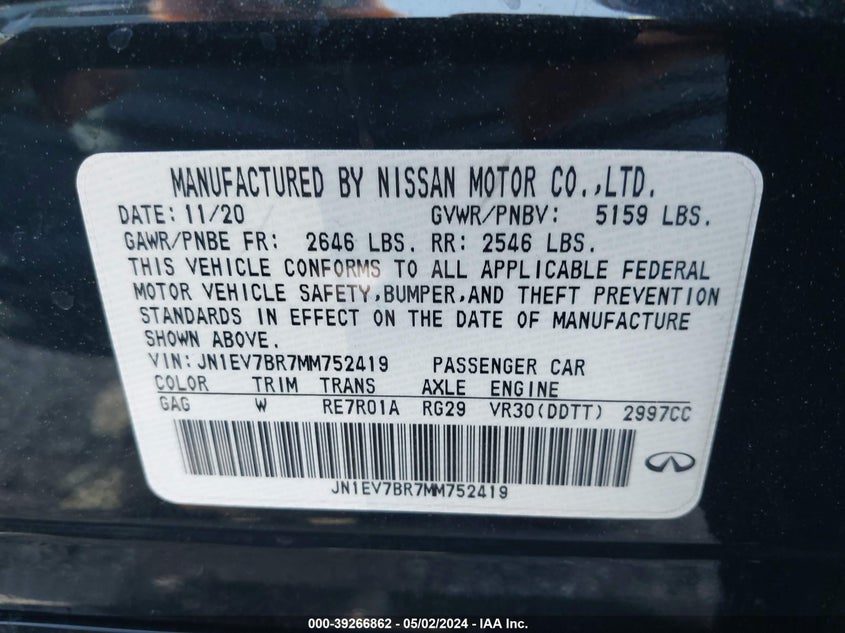 MANUFACTURED BY NISSAN MOTOR CO.,LTD.
DATE: 11/20 GVWR/PNBV: 5159 LBS.
GAWR/PNBE FR: 2646 LBS. RR: 2546 LBS.
THIS VEHICLE CONFORMS TO ALL APPLICABLE FEDERAL
MOTOR VEHICLE SAFETY,BUMPER,AND THEFT PREVENTION
STANDARDS IN EFFECT ON THE DATE OF MANUFACTURE
SHOWN ABOVE.
VIN:JN1EV7BR7MM752419 PASSENGER CAR
COLOR TRIM TRANS AXLE ENGINE
GAG W RE7R01A RG29 VR30(DDTT) 2997CC
JN1EV7BR7MM752419
000-39266862 - 05/02/2024 - IAA Inc.